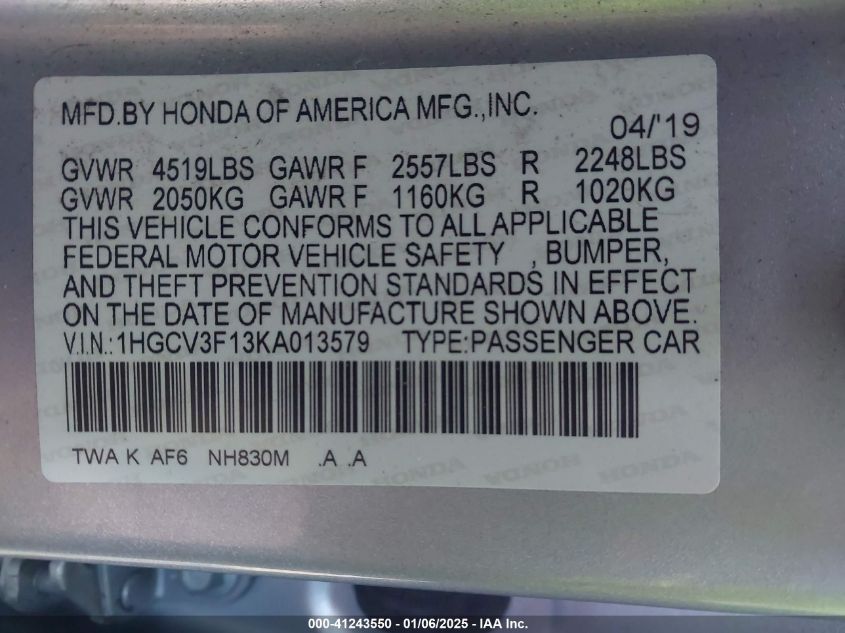 MFD.BY HONDA OF AMERICA MFG.,INC.
04/'19
GVWR 4519LBS GAWR F 2557LBS R 2248LBS
GVWR 2050KG GAWR F 1160KG R 1020KG
THIS VEHICLE CONFORMS TO ALL APPLICABLE
FEDERAL MOTOR VEHICLE SAFETY , BUMPER,
AND THEFT PREVENTION STANDARDS IN EFFECT
ON THE DATE OF MANUFACTURE SHOWN ABOVE.
V.I.N.:1HGCV3F13KA013579 TYPE:PASSENGER CAR
TWA K AF6 NH830M .A .A
000-41243550 - 01/06/2025 - © IAA Inc.